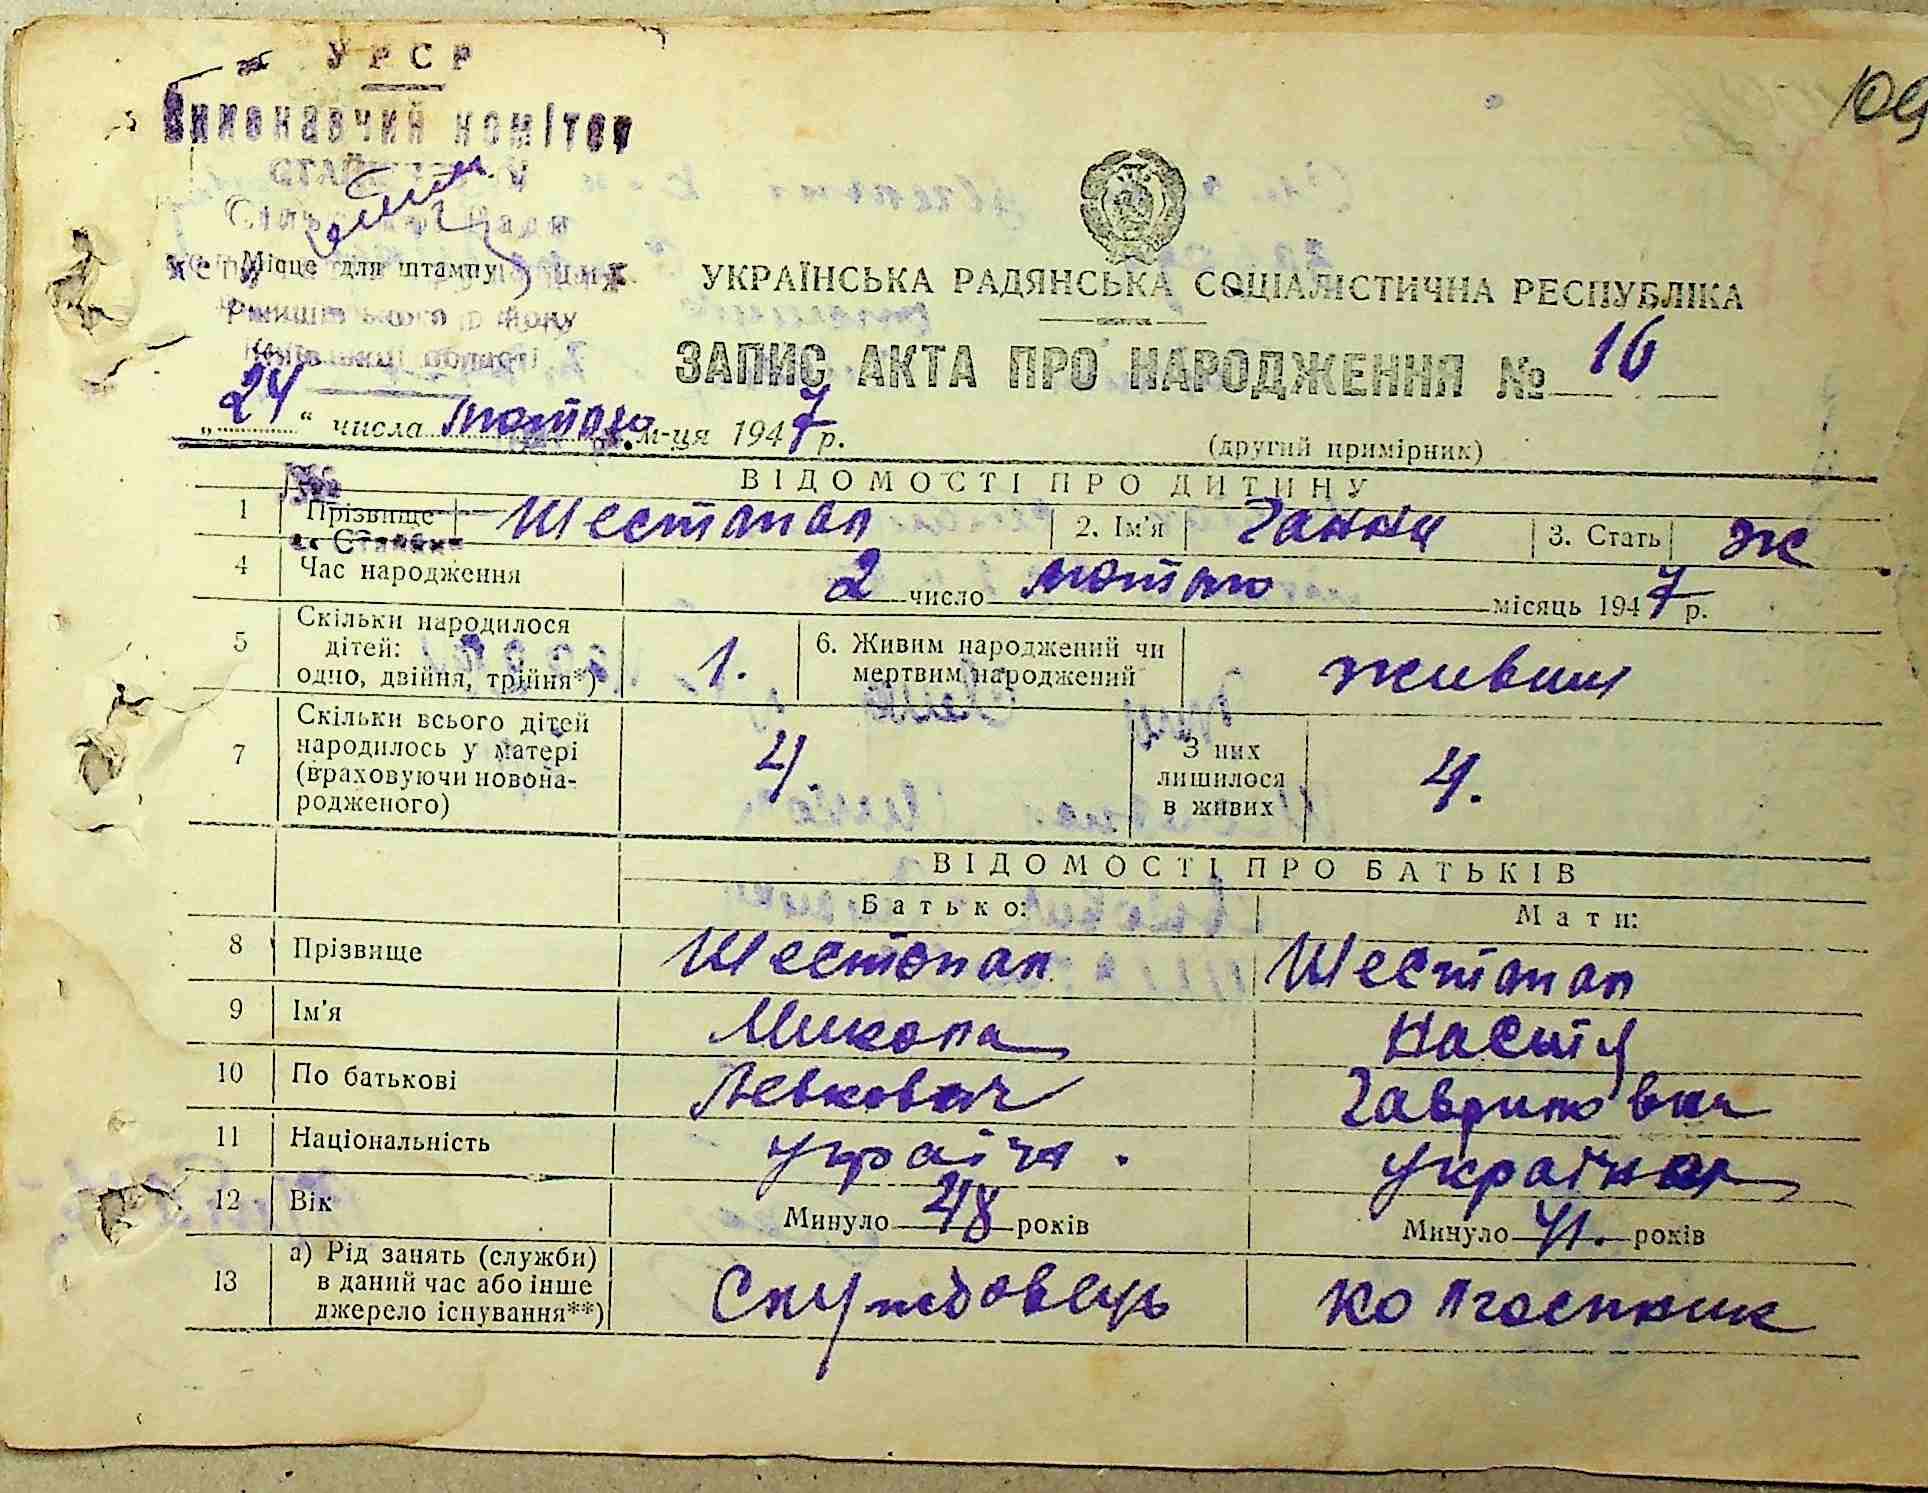 УРСР
Виконавчий комітет
Сільської Ради
109
Місце для штампу
УКРАЇНСЬКА РАДЯНСЬКА СОЦІАЛІСТИЧНА РЕСПУБЛІКА
області
ЗАПИС АКТА ПРО НАРОДЖЕННЯ № 16
„24“ числа лютого м-ця 1947 р.
(другий примірник)
ВІДОМОСТІ ПРО ДИТИНУ
1 Прізвище Шестопал 2. Ім'я Ганна 3. Стать ж
4 Час народження 2 число лютого місяць 1947 р.
5 Скільки народилося дітей: одно, двійня, трійня*) 1. 6. Живим народжений чи мертвим народжений живим
7 Скільки всього дітей народилось у матері (враховуючи новонародженого) 4. З них лишилося в живих 4.
ВІДОМОСТІ ПРО БАТЬКІВ
Батько: Мати:
8 Прізвище Шестопал Шестопал
9 Ім'я Микола Настя
10 По батькові Левкович Гаврилівна
11 Національність україн. українка
12 Вік Минуло 48 років Минуло 41. років
13 а) Рід занять (служби) в даний час або інше джерело існування**) Службовець колгоспник